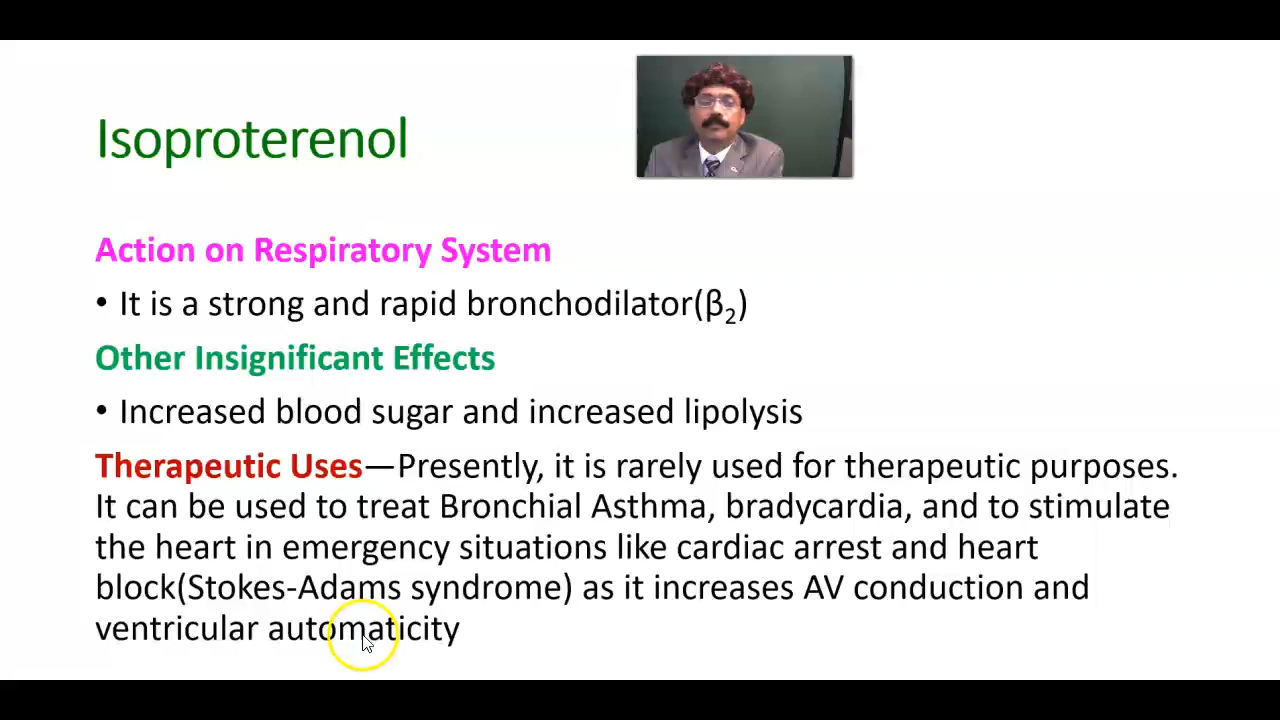 Isoproterenol
Action on Respiratory System
• It is a strong and rapid bronchodilator(β₂)
Other Insignificant Effects
• Increased blood sugar and increased lipolysis
Therapeutic Uses—Presently, it is rarely used for therapeutic purposes.
It can be used to treat Bronchial Asthma, bradycardia, and to stimulate
the heart in emergency situations like cardiac arrest and heart
block(Stokes-Adams syndrome) as it increases AV conduction and
ventricular automaticity